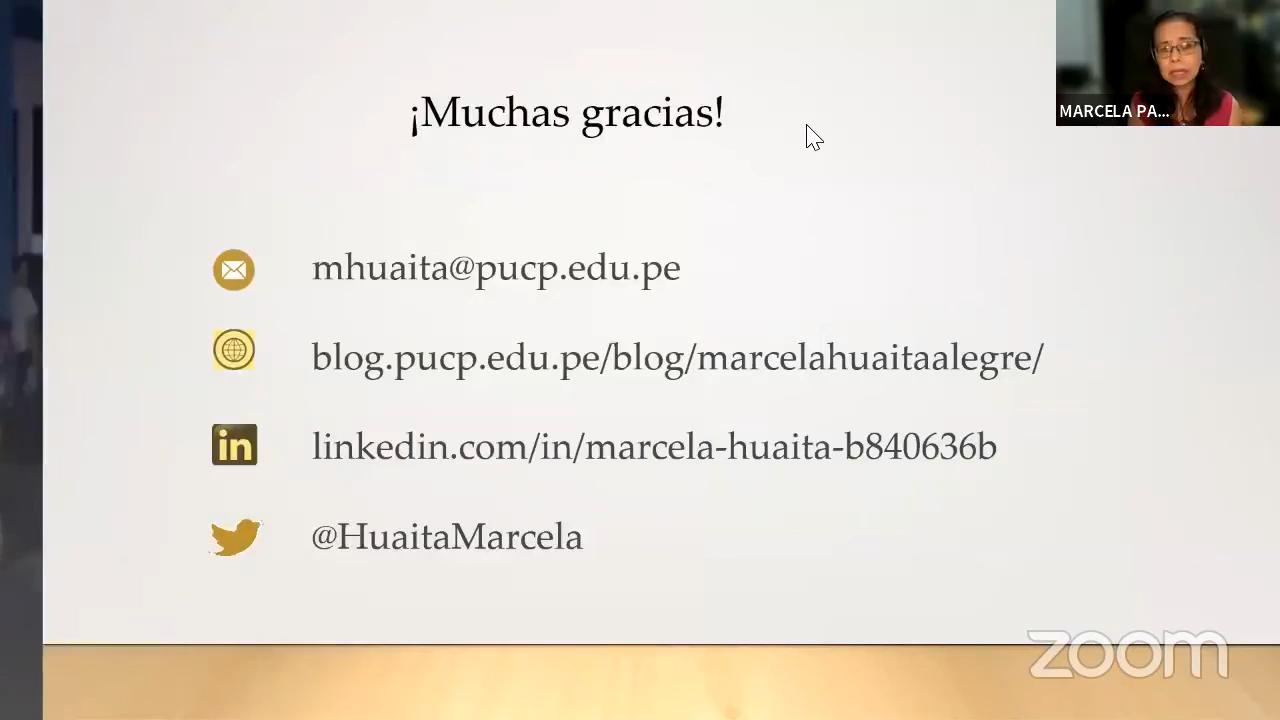 ¡Muchas gracias!
MARCELA PA...
mhuaita@pucp.edu.pe
blog.pucp.edu.pe/blog/marcelahuaitaalegre/
in
linkedin.com/in/marcela-huaita-b840636b
@HuaitaMarcela
zoom